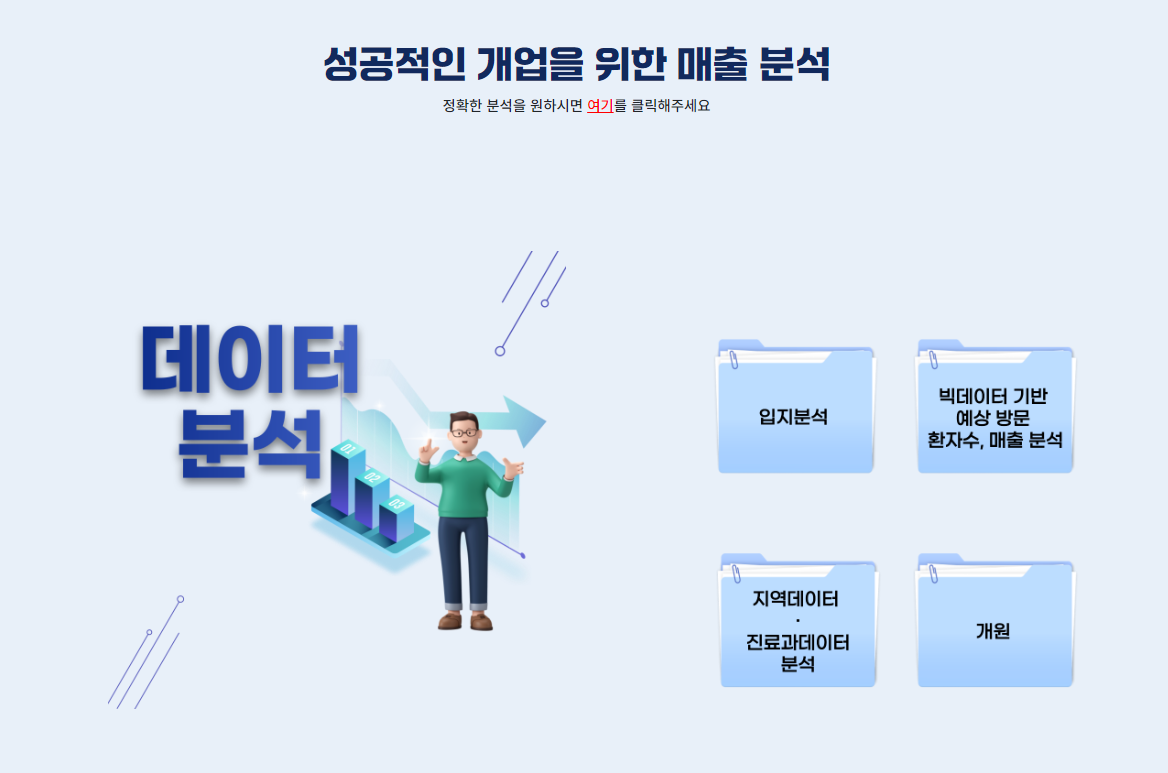 성공적인 개업을 위한 매출 분석
정확한 분석을 원하시면 여기를 클릭해주세요
데이터
분석
01
02
03
입지분석
빅데이터 기반
예상 방문
환자수, 매출 분석
지역데이터
·
진료과데이터
분석
개원